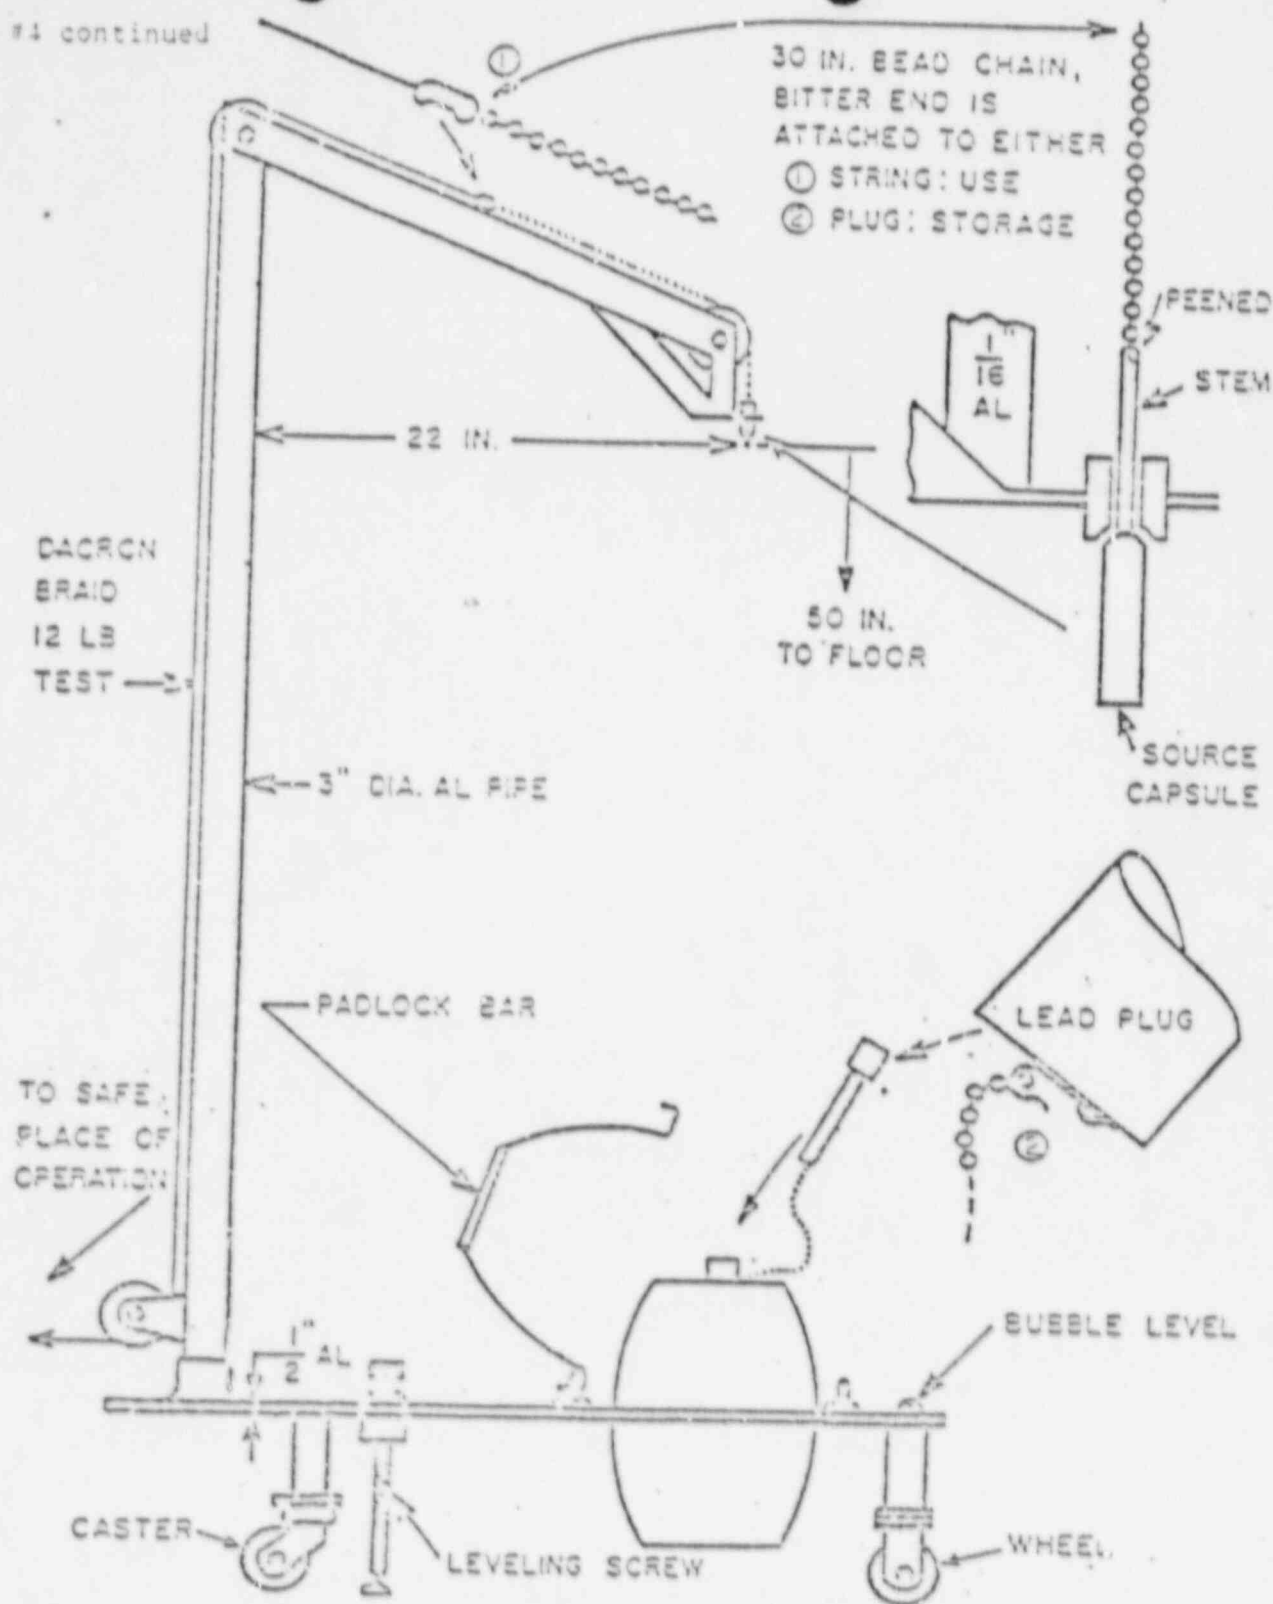 #4 continued
①
30 IN. BEAD CHAIN,
BITTER END IS
ATTACHED TO EITHER
① STRING: USE
② PLUG: STORAGE
PEENED
1"
16
AL
STEM
22 IN.
DACRON
BRAID
12 LB
TEST
50 IN.
TO FLOOR
SOURCE
CAPSULE
3" DIA. AL PIPE
PADLOCK BAR
LEAD PLUG
TO SAFE
PLACE OF
OPERATION
②
BUBBLE LEVEL
1"
2 AL
CASTER
LEVELING SCREW
WHEEL